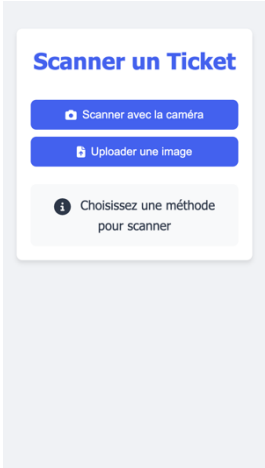 Scanner un Ticket
Scanner avec la caméra
Uploader une image
Choisissez une méthode
pour scanner